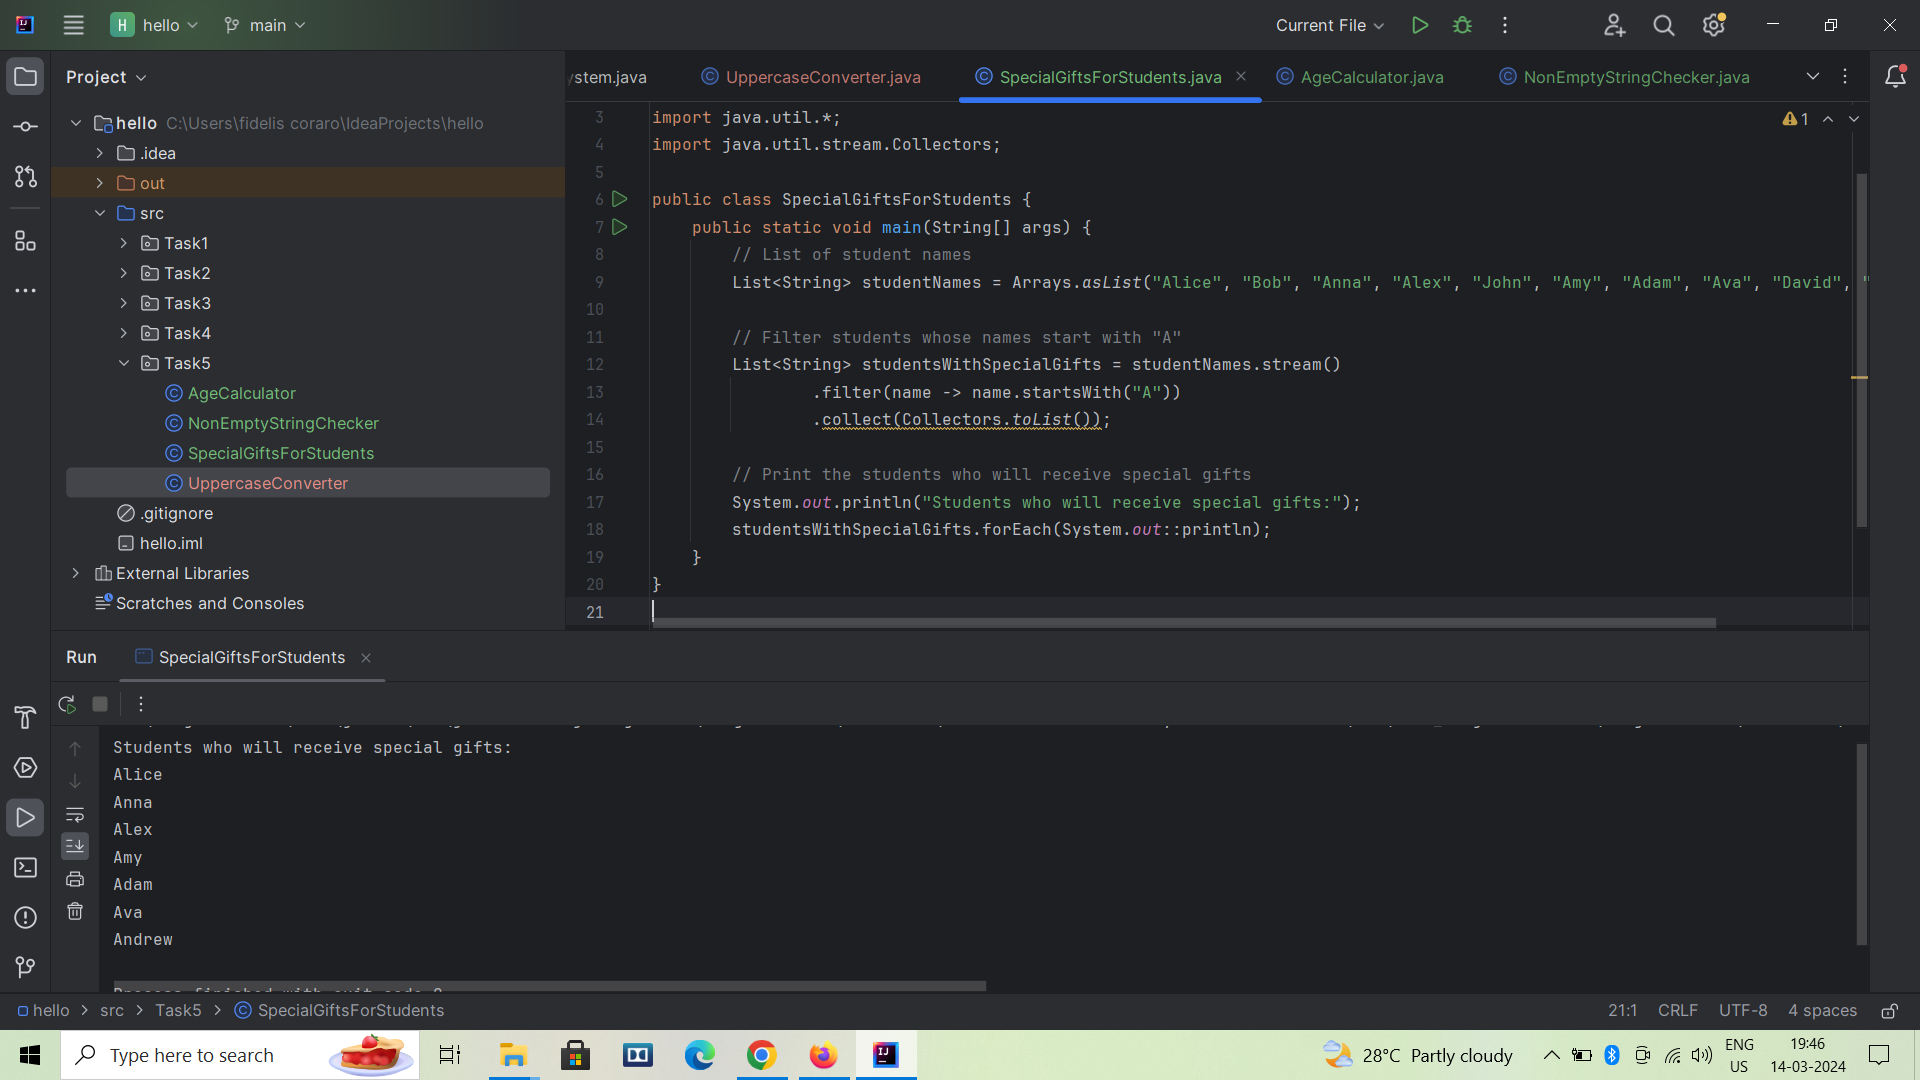 H hello main Current File
Project
ystem.java UppercaseConverter.java SpecialGiftsForStudents.java AgeCalculator.java NonEmptyStringChecker.java
hello C:\Users\fidelis coraro\IdeaProjects\hello
.idea
out
src
Task1
Task2
Task3
Task4
Task5
AgeCalculator
NonEmptyStringChecker
SpecialGiftsForStudents
UppercaseConverter
.gitignore
hello.iml
External Libraries
Scratches and Consoles
1
3 import java.util.*;
4 import java.util.stream.Collectors;
5
6 public class SpecialGiftsForStudents {
7 public static void main(String[] args) {
8 // List of student names
9 List<String> studentNames = Arrays.asList("Alice", "Bob", "Anna", "Alex", "John", "Amy", "Adam", "Ava", "David", "
10
11 // Filter students whose names start with "A"
12 List<String> studentsWithSpecialGifts = studentNames.stream()
13 .filter(name -> name.startsWith("A"))
14 .collect(Collectors.toList());
15
16 // Print the students who will receive special gifts
17 System.out.println("Students who will receive special gifts:");
18 studentsWithSpecialGifts.forEach(System.out::println);
19 }
20 }
21
Run SpecialGiftsForStudents
Students who will receive special gifts:
Alice
Anna
Alex
Amy
Adam
Ava
Andrew
Process finished with exit code 0
hello > src > Task5 > SpecialGiftsForStudents 21:1 CRLF UTF-8 4 spaces
Type here to search 28°C Partly cloudy ENG US 19:46 14-03-2024